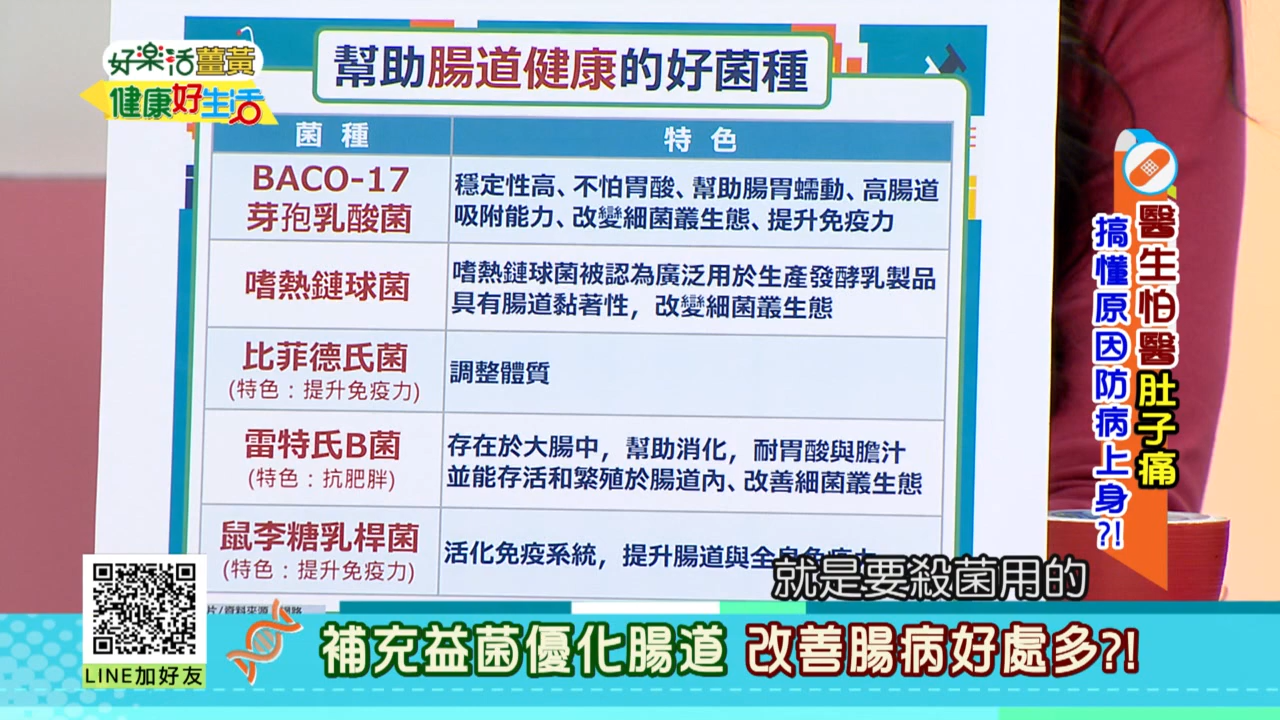 好樂活薑黃
健康好生活
幫助腸道健康的好菌種
菌種
特色
BACO-17
芽孢乳酸菌
穩定性高、不怕胃酸、幫助腸胃蠕動、高腸道
吸附能力、改變細菌叢生態、提升免疫力
嗜熱鏈球菌
嗜熱鏈球菌被認為廣泛用於生產發酵乳製品
具有腸道黏著性，改變細菌叢生態
比菲德氏菌
(特色：提升免疫力)
調整體質
雷特氏B菌
(特色：抗肥胖)
存在於大腸中，幫助消化，耐胃酸與膽汁
並能存活和繁殖於腸道內、改善細菌叢生態
鼠李糖乳桿菌
(特色：提升免疫力)
活化免疫系統，提升腸道與全身免疫力
醫生怕醫肚子痛
搞懂原因防病上身?!
就是要殺菌用的
片/資料來源
LINE加好友
補充益菌優化腸道 改善腸病好處多?!